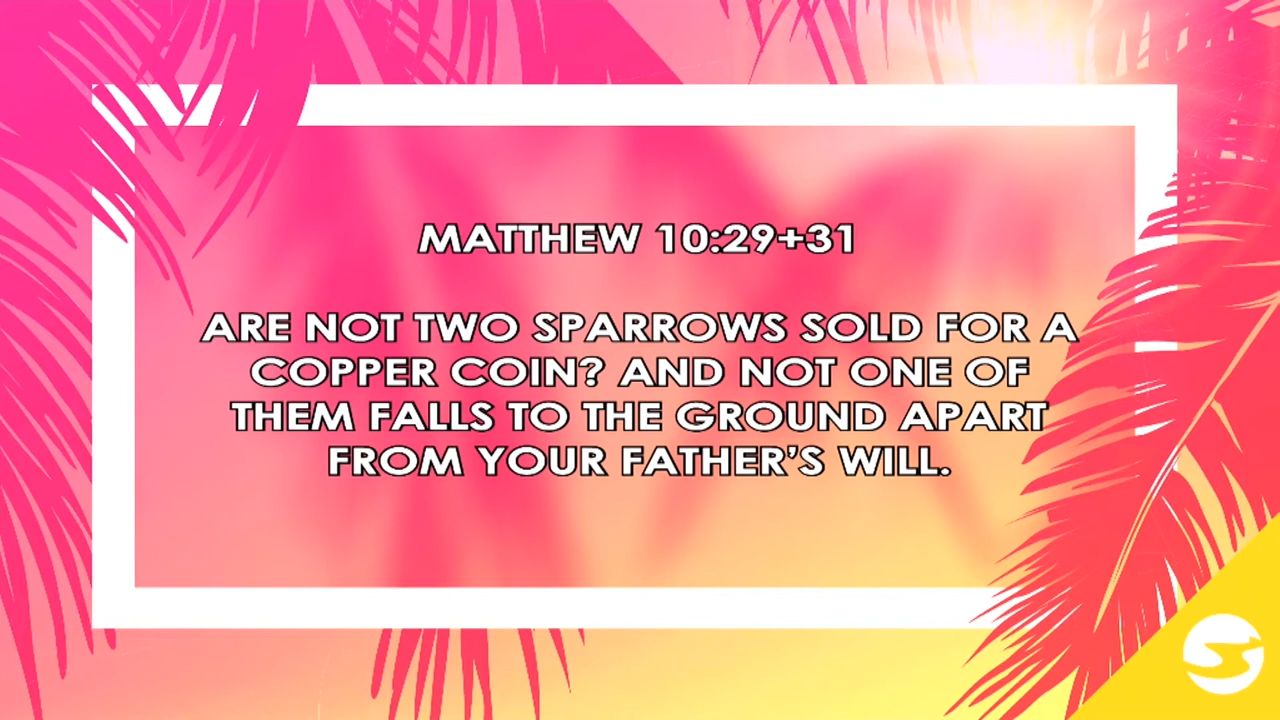 MATTHEW 10:29+31
ARE NOT TWO SPARROWS SOLD FOR A
COPPER COIN? AND NOT ONE OF
THEM FALLS TO THE GROUND APART
FROM YOUR FATHER’S WILL.